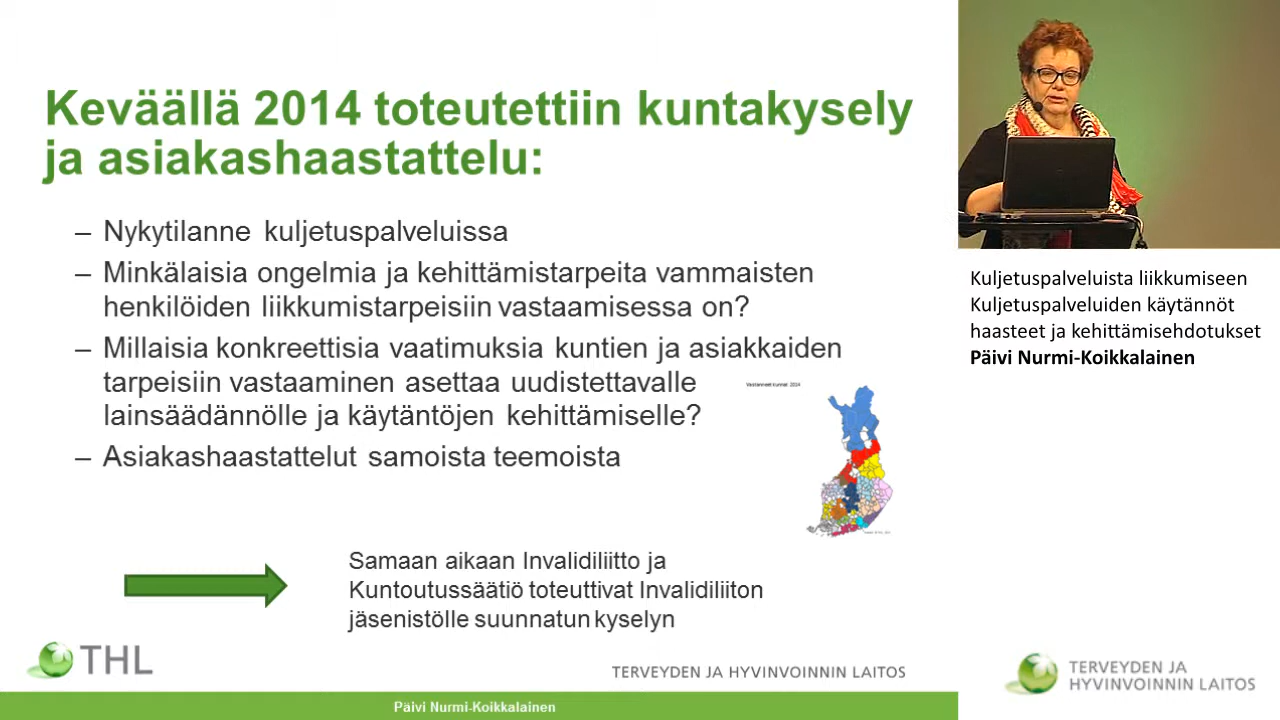 Keväällä 2014 toteutettiin kuntakysely
ja asiakashaastattelu:
– Nykytilanne kuljetuspalveluissa
– Minkälaisia ongelmia ja kehittämistarpeita vammaisten
henkilöiden liikkumistarpeisiin vastaamisessa on?
– Millaisia konkreettisia vaatimuksia kuntien ja asiakkaiden
tarpeisiin vastaaminen asettaa uudistettavalle
lainsäädännölle ja käytäntöjen kehittämiselle?
– Asiakashaastattelut samoista teemoista
Vastanneet kunnat 2014
Samaan aikaan Invalidiliitto ja
Kuntoutussäätiö toteuttivat Invalidiliiton
jäsenistölle suunnatun kyselyn
THL
TERVEYDEN JA HYVINVOINNIN LAITOS
Päivi Nurmi-Koikkalainen
Kuljetuspalveluista liikkumiseen
Kuljetuspalveluiden käytännöt
haasteet ja kehittämisehdotukset
Päivi Nurmi-Koikkalainen
TERVEYDEN JA
HYVINVOINNIN LAITOS